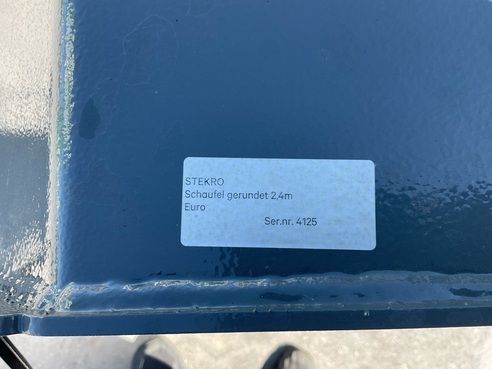 STEKRO
Schaufel gerundet 2,4m
Euro
Ser.nr. 4125